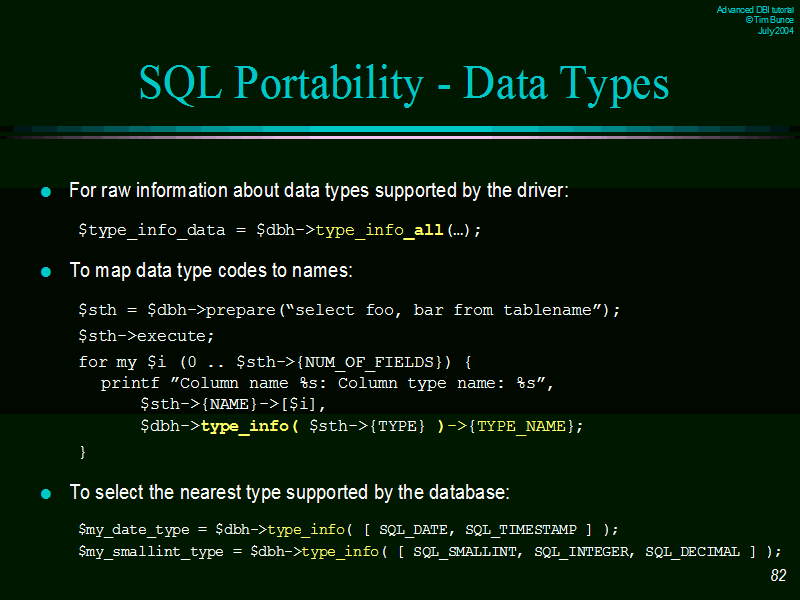 Advanced DBI tutorial
© Tim Bunce
July 2004
SQL Portability - Data Types
For raw information about data types supported by the driver:
$type_info_data = $dbh->type_info_all(…);
To map data type codes to names:
$sth = $dbh->prepare(“select foo, bar from tablename”);
$sth->execute;
for my $i (0 .. $sth->{NUM_OF_FIELDS}) {
printf ”Column name %s: Column type name: %s”,
$sth->{NAME}->[$i],
$dbh->type_info( $sth->{TYPE} )->{TYPE_NAME};
}
To select the nearest type supported by the database:
$my_date_type = $dbh->type_info( [ SQL_DATE, SQL_TIMESTAMP ] );
$my_smallint_type = $dbh->type_info( [ SQL_SMALLINT, SQL_INTEGER, SQL_DECIMAL ] );
82